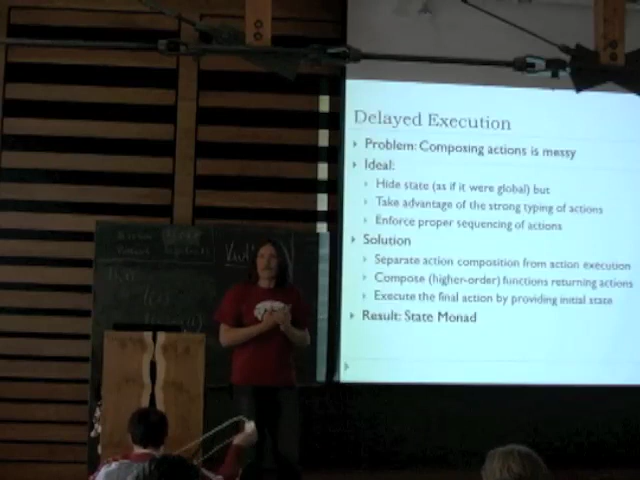 Delayed Execution
Problem: Composing actions is messy
Ideal:
Hide state (as if it were global) but
Take advantage of the strong typing of actions
Enforce proper sequencing of actions
Solution
Separate action composition from action execution
Compose (higher-order) functions returning actions
Execute the final action by providing initial state
Result: State Monad